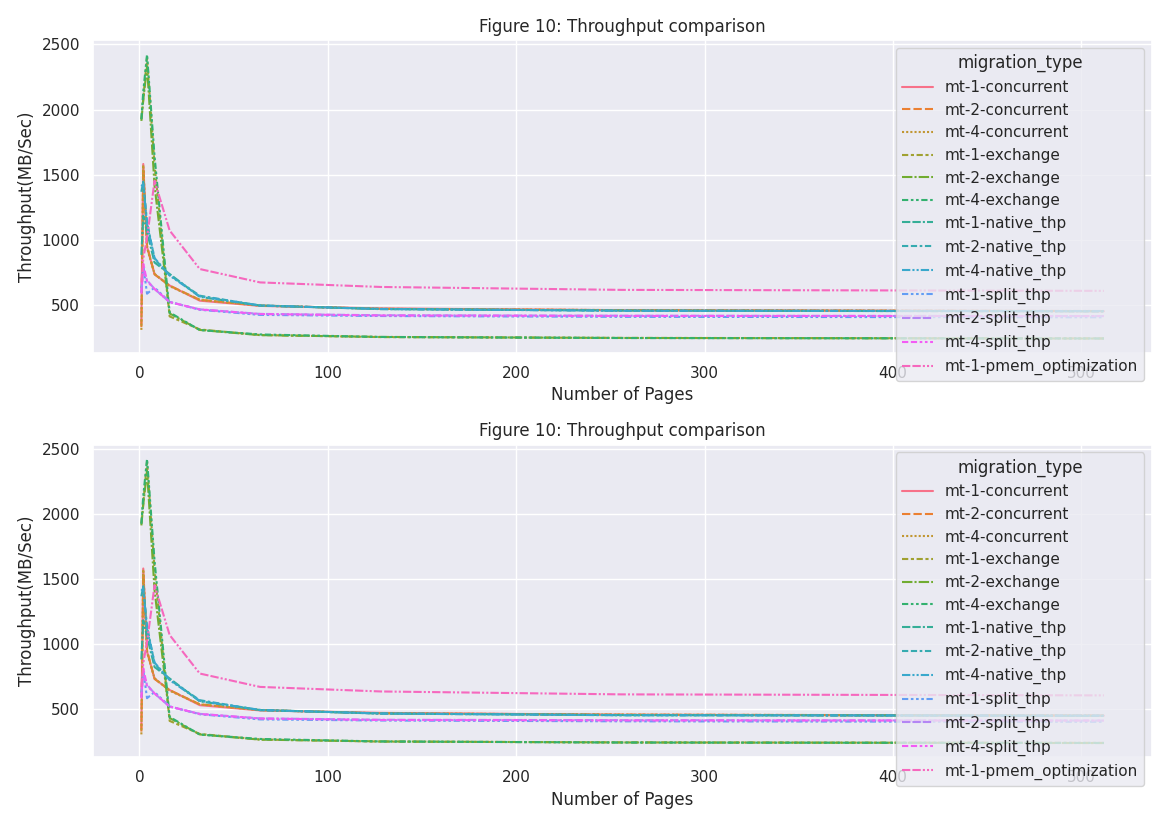 Figure 10: Throughput comparison
2500
2000
1500
1000
500
Throughput(MB/Sec)
migration_type
mt-1-concurrent
mt-2-concurrent
mt-4-concurrent
mt-1-exchange
mt-2-exchange
mt-4-exchange
mt-1-native_thp
mt-2-native_thp
mt-4-native_thp
mt-1-split_thp
mt-2-split_thp
mt-4-split_thp
mt-1-pmem_optimization
0 100 200 300 400 500
Number of Pages
Figure 10: Throughput comparison
2500
2000
1500
1000
500
Throughput(MB/Sec)
migration_type
mt-1-concurrent
mt-2-concurrent
mt-4-concurrent
mt-1-exchange
mt-2-exchange
mt-4-exchange
mt-1-native_thp
mt-2-native_thp
mt-4-native_thp
mt-1-split_thp
mt-2-split_thp
mt-4-split_thp
mt-1-pmem_optimization
0 100 200 300 400 500
Number of Pages